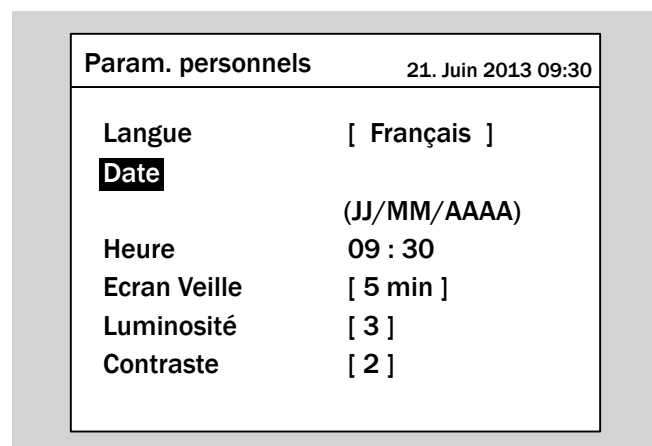 Param. personnels 21. Juin 2013 09:30
Langue [ Français ]
Date
(JJ/MM/AAAA)
Heure 09 : 30
Ecran Veille [ 5 min ]
Luminosité [ 3 ]
Contraste [ 2 ]